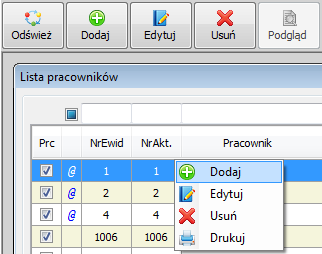 Odśwież Dodaj Edytuj Usuń Podgląd
Lista pracowników
Prc NrEwid NrAkt. Pracownik
@ 1 1 Dodaj
@ 2 2 Edytuj
@ 4 4 Usuń
1006 1006 Drukuj